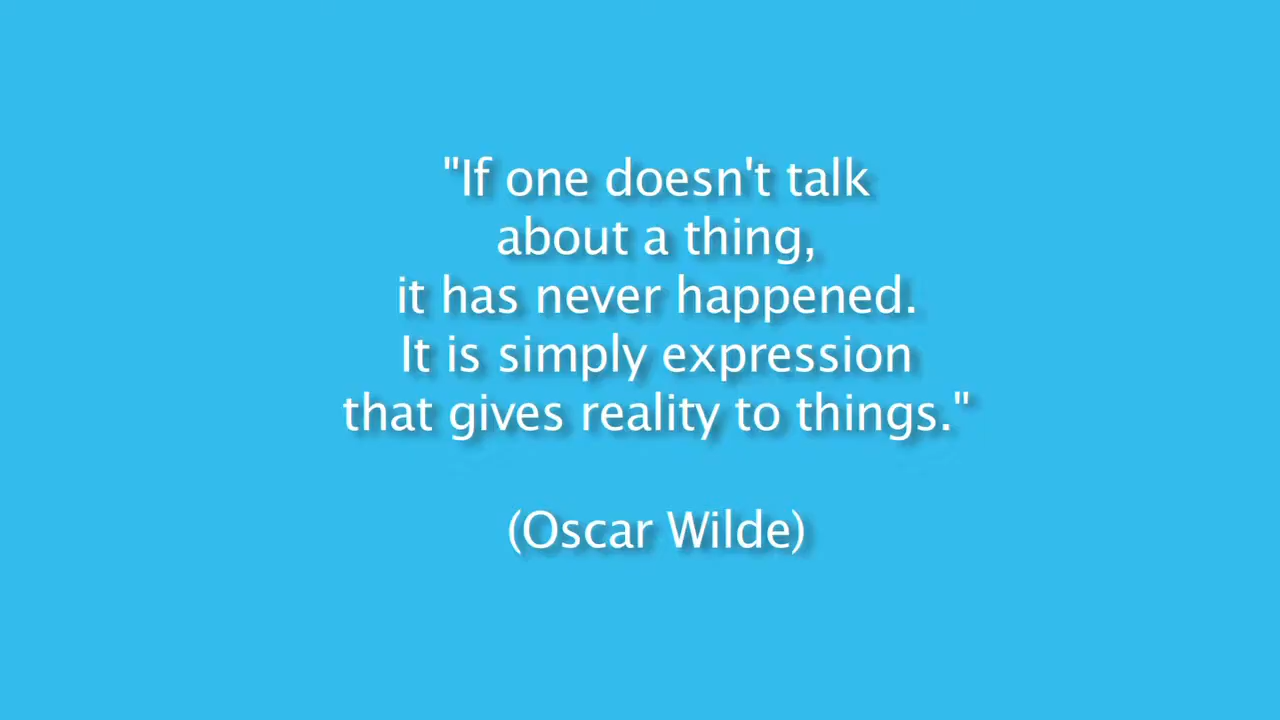 "If one doesn't talk
about a thing,
it has never happened.
It is simply expression
that gives reality to things."
(Oscar Wilde)